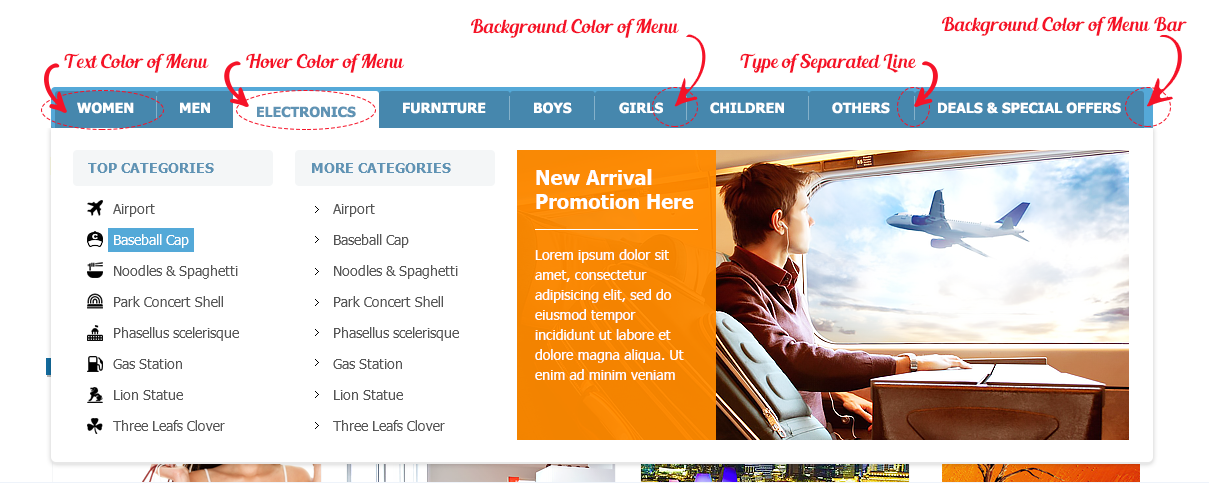 Background Color of Menu
Background Color of Menu Bar
Text Color of Menu
Hover Color of Menu
Type of Separated Line
WOMEN
MEN
ELECTRONICS
FURNITURE
BOYS
GIRLS
CHILDREN
OTHERS
DEALS & SPECIAL OFFERS
TOP CATEGORIES
Airport
Baseball Cap
Noodles & Spaghetti
Park Concert Shell
Phasellus scelerisque
Gas Station
Lion Statue
Three Leafs Clover
MORE CATEGORIES
Airport
Baseball Cap
Noodles & Spaghetti
Park Concert Shell
Phasellus scelerisque
Gas Station
Lion Statue
Three Leafs Clover
New Arrival
Promotion Here
Lorem ipsum dolor sit
amet, consectetur
adipisicing elit, sed do
eiusmod tempor
incididunt ut labore et
dolore magna aliqua. Ut
enim ad minim veniam